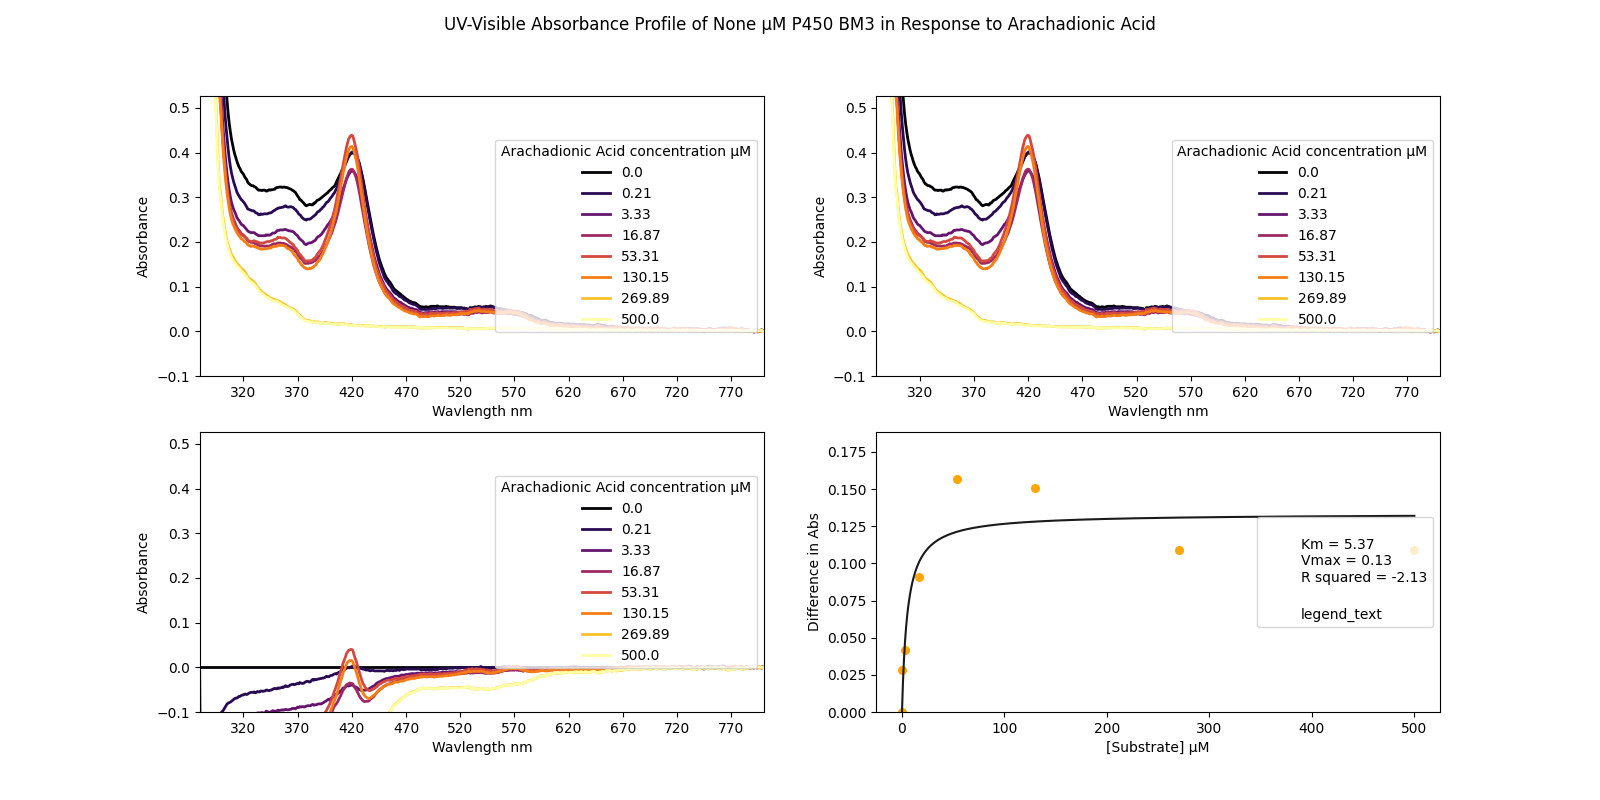 UV-Visible Absorbance Profile of None μM P450 BM3 in Response to Arachadionic Acid
0.5
0.4
0.3
0.2
0.1
0.0
−0.1
Absorbance
Arachadionic Acid concentration μM
0.0
0.21
3.33
16.87
53.31
130.15
269.89
500.0
320 370 420 470 520 570 620 670 720 770
Wavlength nm
0.5
0.4
0.3
0.2
0.1
0.0
−0.1
Absorbance
Arachadionic Acid concentration μM
0.0
0.21
3.33
16.87
53.31
130.15
269.89
500.0
320 370 420 470 520 570 620 670 720 770
Wavlength nm
0.5
0.4
0.3
0.2
0.1
0.0
−0.1
Absorbance
Arachadionic Acid concentration μM
0.0
0.21
3.33
16.87
53.31
130.15
269.89
500.0
320 370 420 470 520 570 620 670 720 770
Wavlength nm
0.175
0.150
0.125
0.100
0.075
0.050
0.025
0.000
Difference in Abs
Km = 5.37
Vmax = 0.13
R squared = -2.13
legend_text
0 100 200 300 400 500
[Substrate] μM